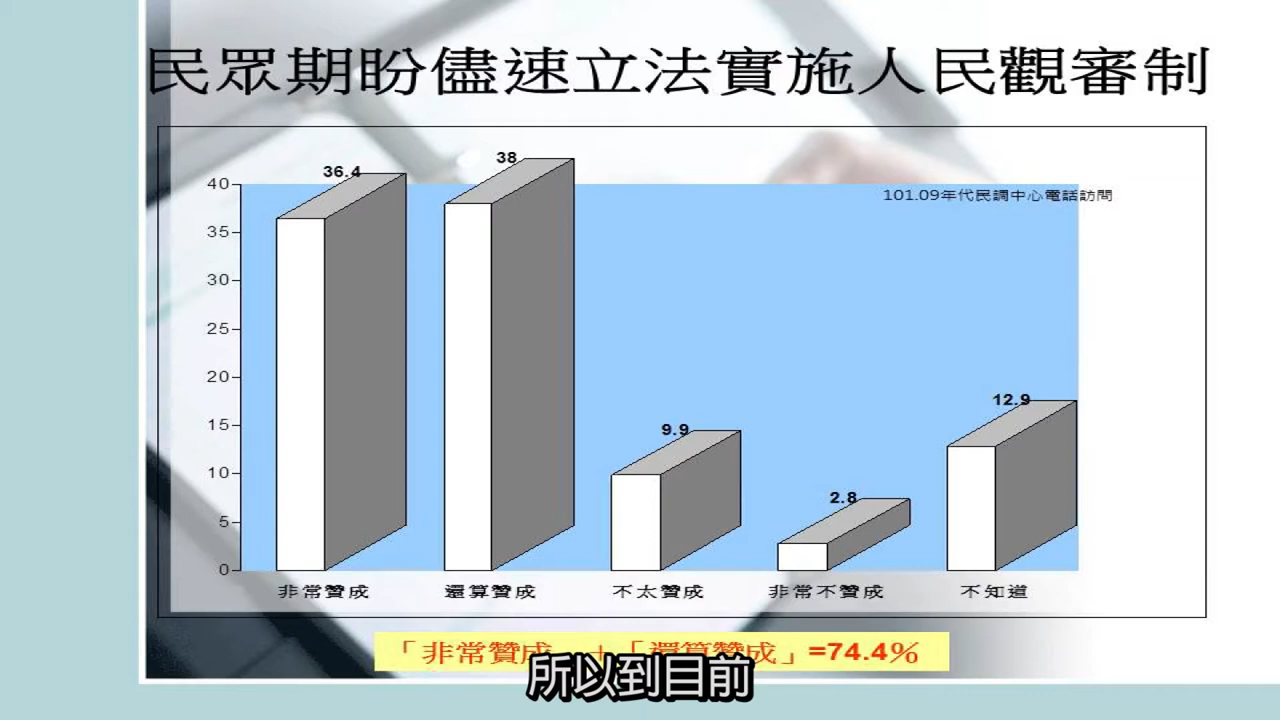 民眾期盼儘速立法實施人民觀審制
101.09年代民調中心電話訪問
36.4
38
9.9
2.8
12.9
40
35
30
25
20
15
10
5
0
非常贊成 還算贊成 不太贊成 非常不贊成 不知道
「非常贊成」+「還算贊成」=74.4%
所以到目前